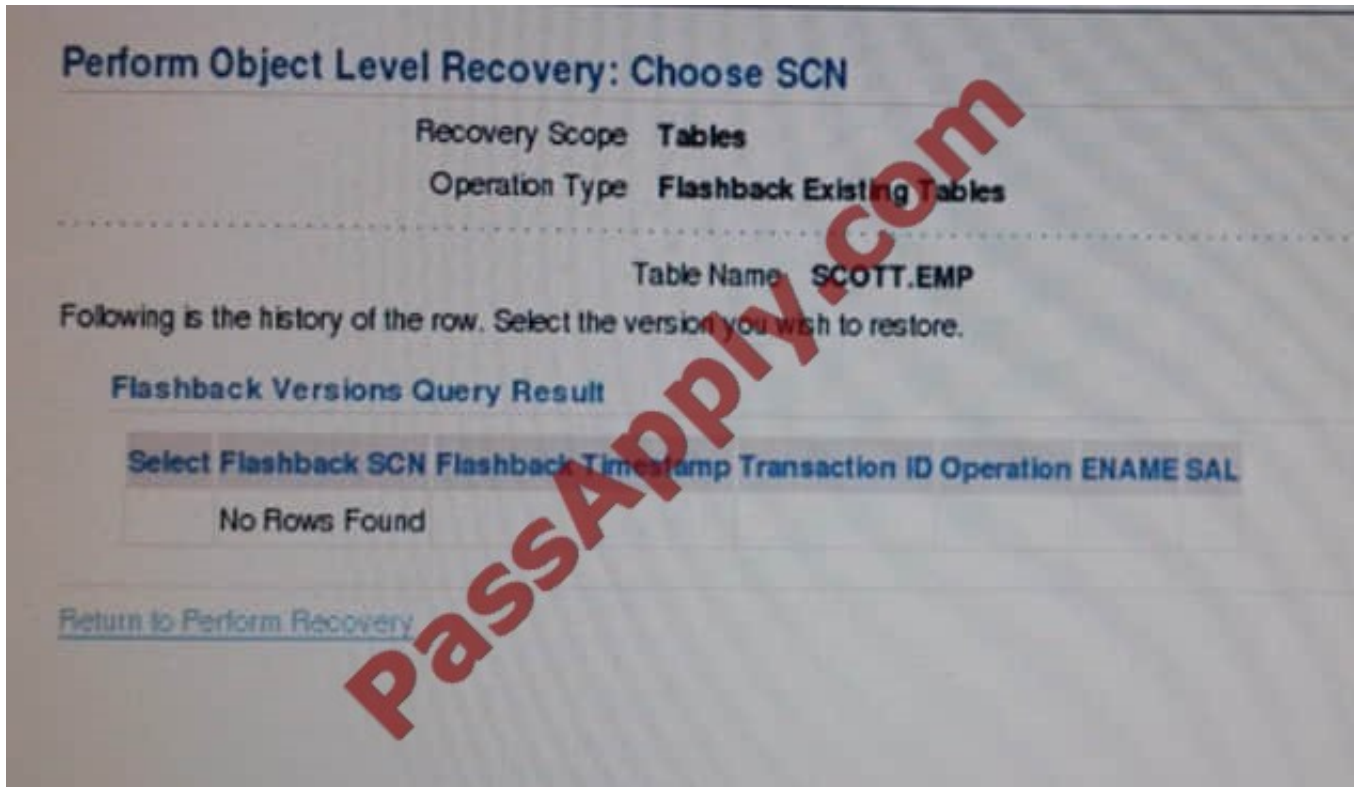 Perform Object Level Recovery: Choose SCN
Recovery Scope Tables
Operation Type Flashback Existing Tables
Table Name SCOTT.EMP
Following is the history of the row. Select the version you wish to restore.
Flashback Versions Query Result
Select Flashback SCN Flashback Timestamp Transaction ID Operation ENAME SAL
No Rows Found
Return to Perform Recovery
PassApply.com